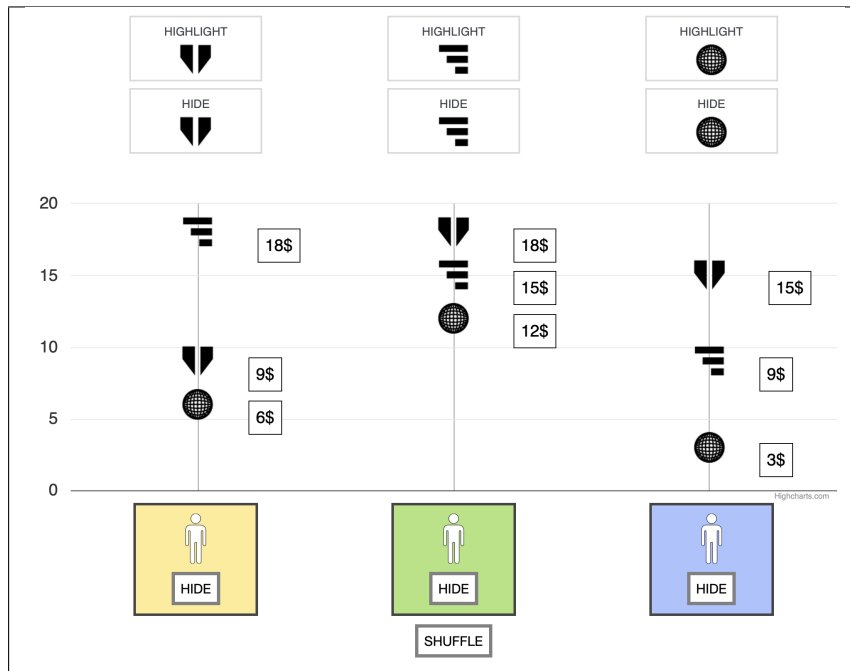 HIGHLIGHT HIGHLIGHT HIGHLIGHT
HIDE HIDE HIDE
20
18$ 18$
15 15$ 15$
12$
10
9$ 9$
5 6$
3$
0
Highcharts.com
HIDE HIDE HIDE
SHUFFLE